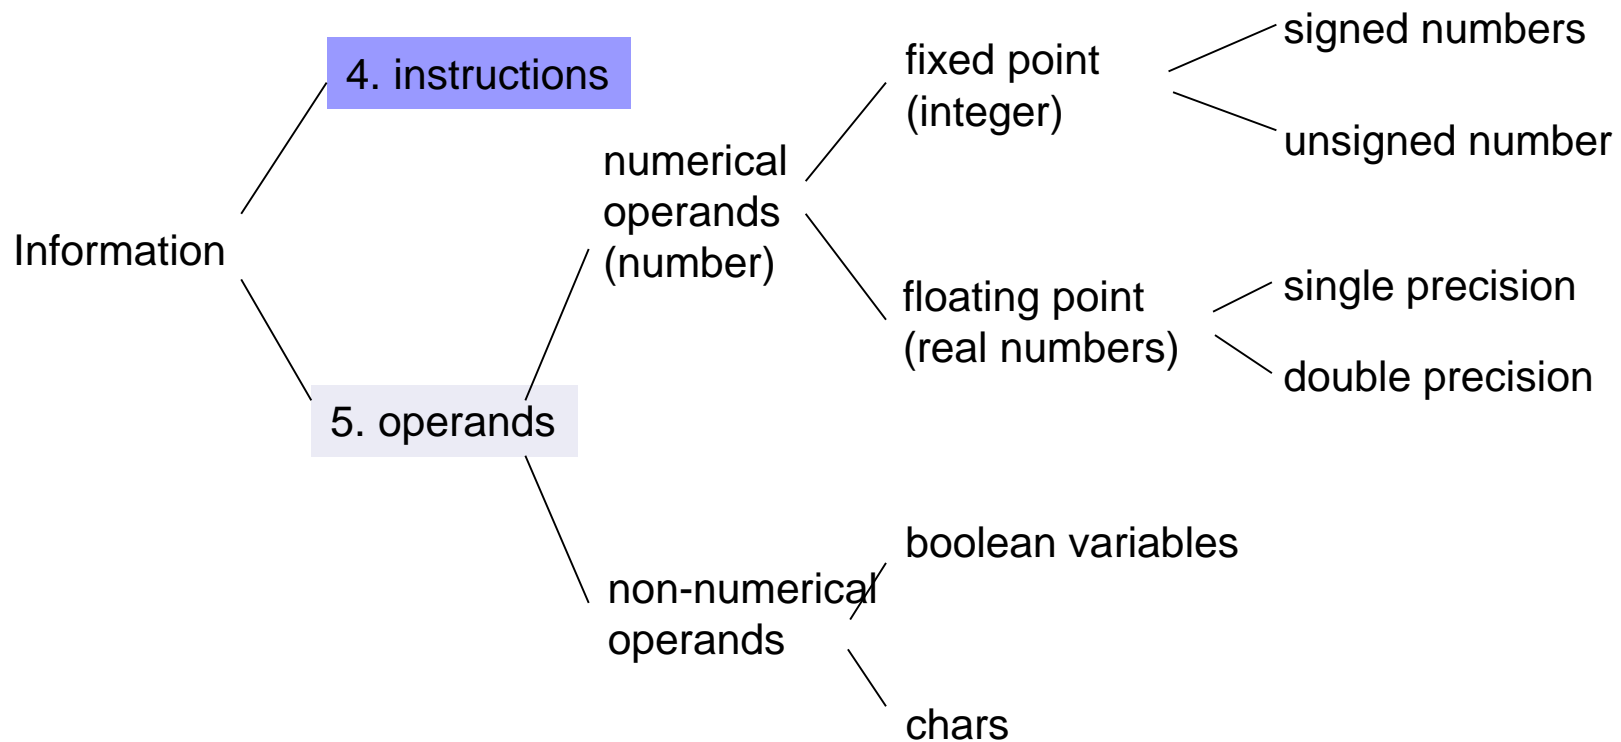 Information
4. instructions
5. operands
numerical
operands
(number)
fixed point
(integer)
signed numbers
unsigned number
floating point
(real numbers)
single precision
double precision
non-numerical
operands
boolean variables
chars